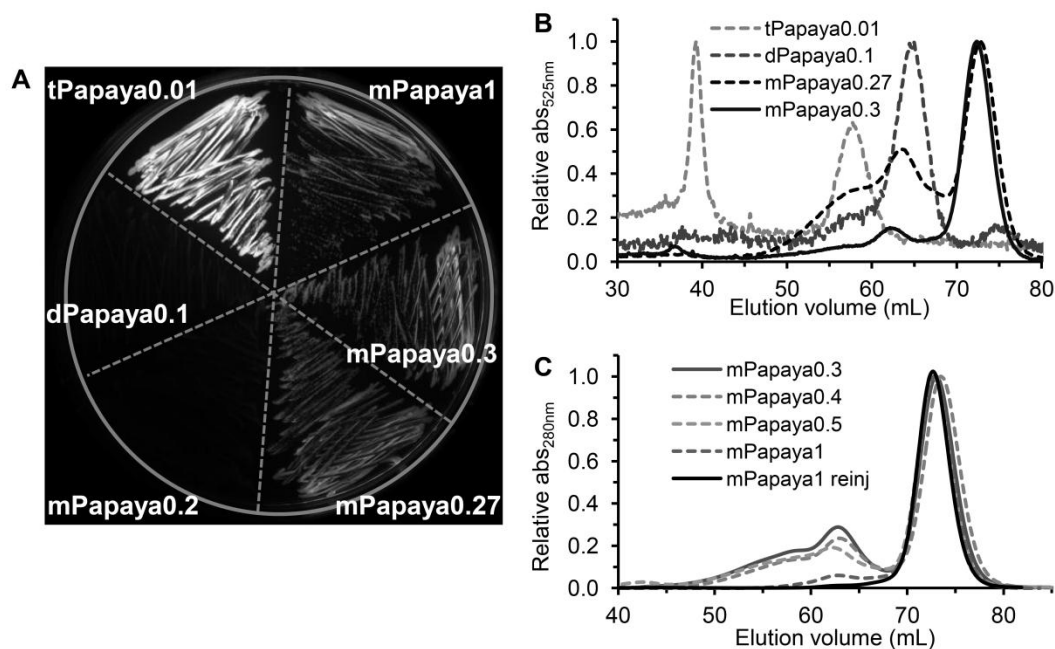 A
tPapaya0.01
mPapaya1
dPapaya0.1
mPapaya0.3
mPapaya0.2
mPapaya0.27
B
tPapaya0.01
dPapaya0.1
mPapaya0.27
mPapaya0.3
Relative abs525nm
1.0
0.8
0.6
0.4
0.2
0.0
30 40 50 60 70 80
Elution volume (mL)
C
mPapaya0.3
mPapaya0.4
mPapaya0.5
mPapaya1
mPapaya1 reinj
Relative abs280nm
1.0
0.8
0.6
0.4
0.2
0.0
40 50 60 70 80
Elution volume (mL)